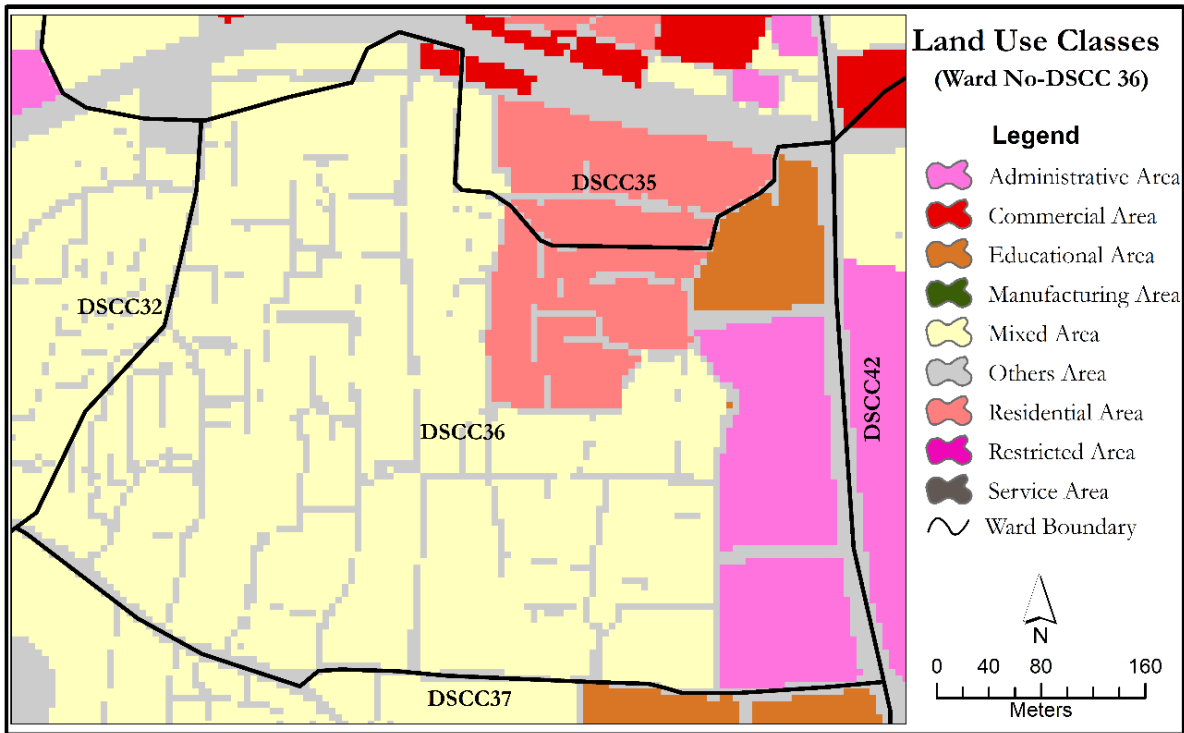 Land Use Classes
(Ward No-DSCC 36)
Legend
Administrative Area
Commercial Area
Educational Area
Manufacturing Area
Mixed Area
Others Area
Residential Area
Restricted Area
Service Area
Ward Boundary
N
0 40 80 160
Meters
DSCC35
DSCC32
DSCC42
DSCC36
DSCC37